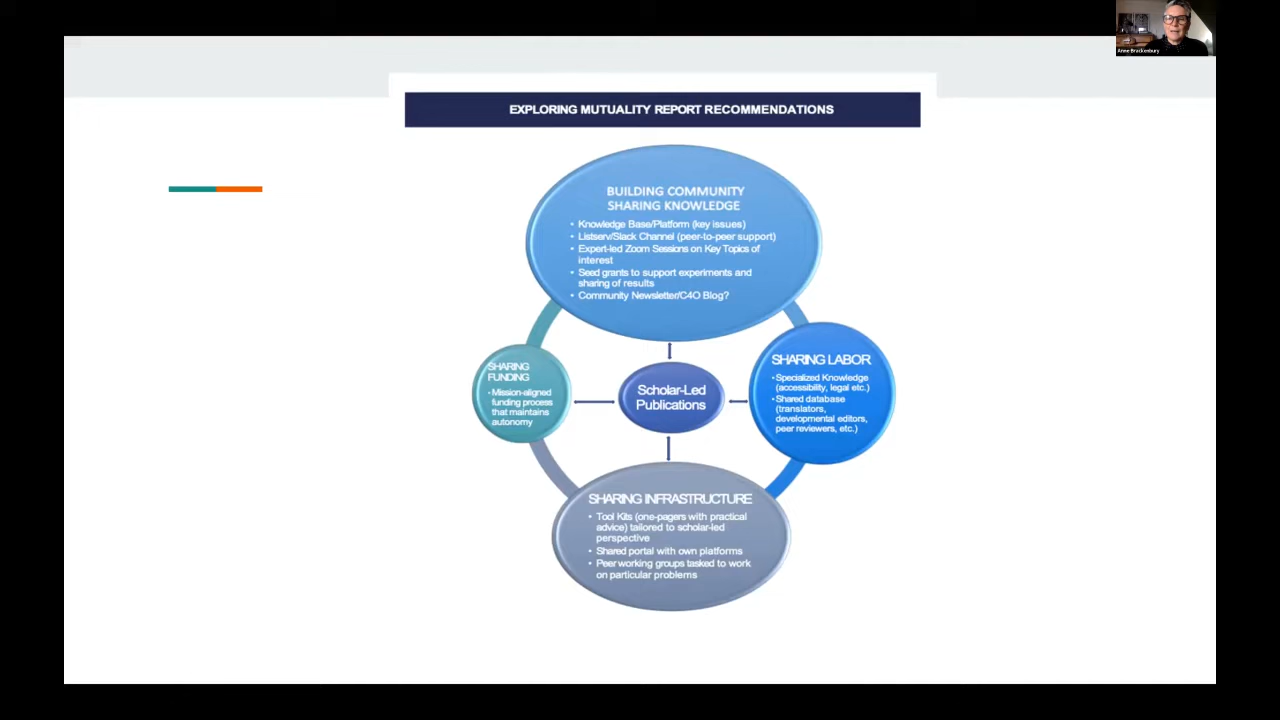 Anne Brackenbury
EXPLORING MUTUALITY REPORT RECOMMENDATIONS
BUILDING COMMUNITY
SHARING KNOWLEDGE
• Knowledge Base/Platform (key issues)
• Listserv/Slack Channel (peer-to-peer support)
• Expert-led Zoom Sessions on Key Topics of
interest
• Seed grants to support experiments and
sharing of results
• Community Newsletter/C4O Blog?
SHARING
FUNDING
• Mission-aligned
funding process
that maintains
autonomy
Scholar-Led
Publications
SHARING LABOR
• Specialized Knowledge
(accessibility, legal etc.)
• Shared database
(translators,
developmental editors,
peer reviewers, etc.)
SHARING INFRASTRUCTURE
• Tool Kits (one-pagers with practical
advice) tailored to scholar-led
perspective
• Shared portal with own platforms
• Peer working groups tasked to work
on particular problems